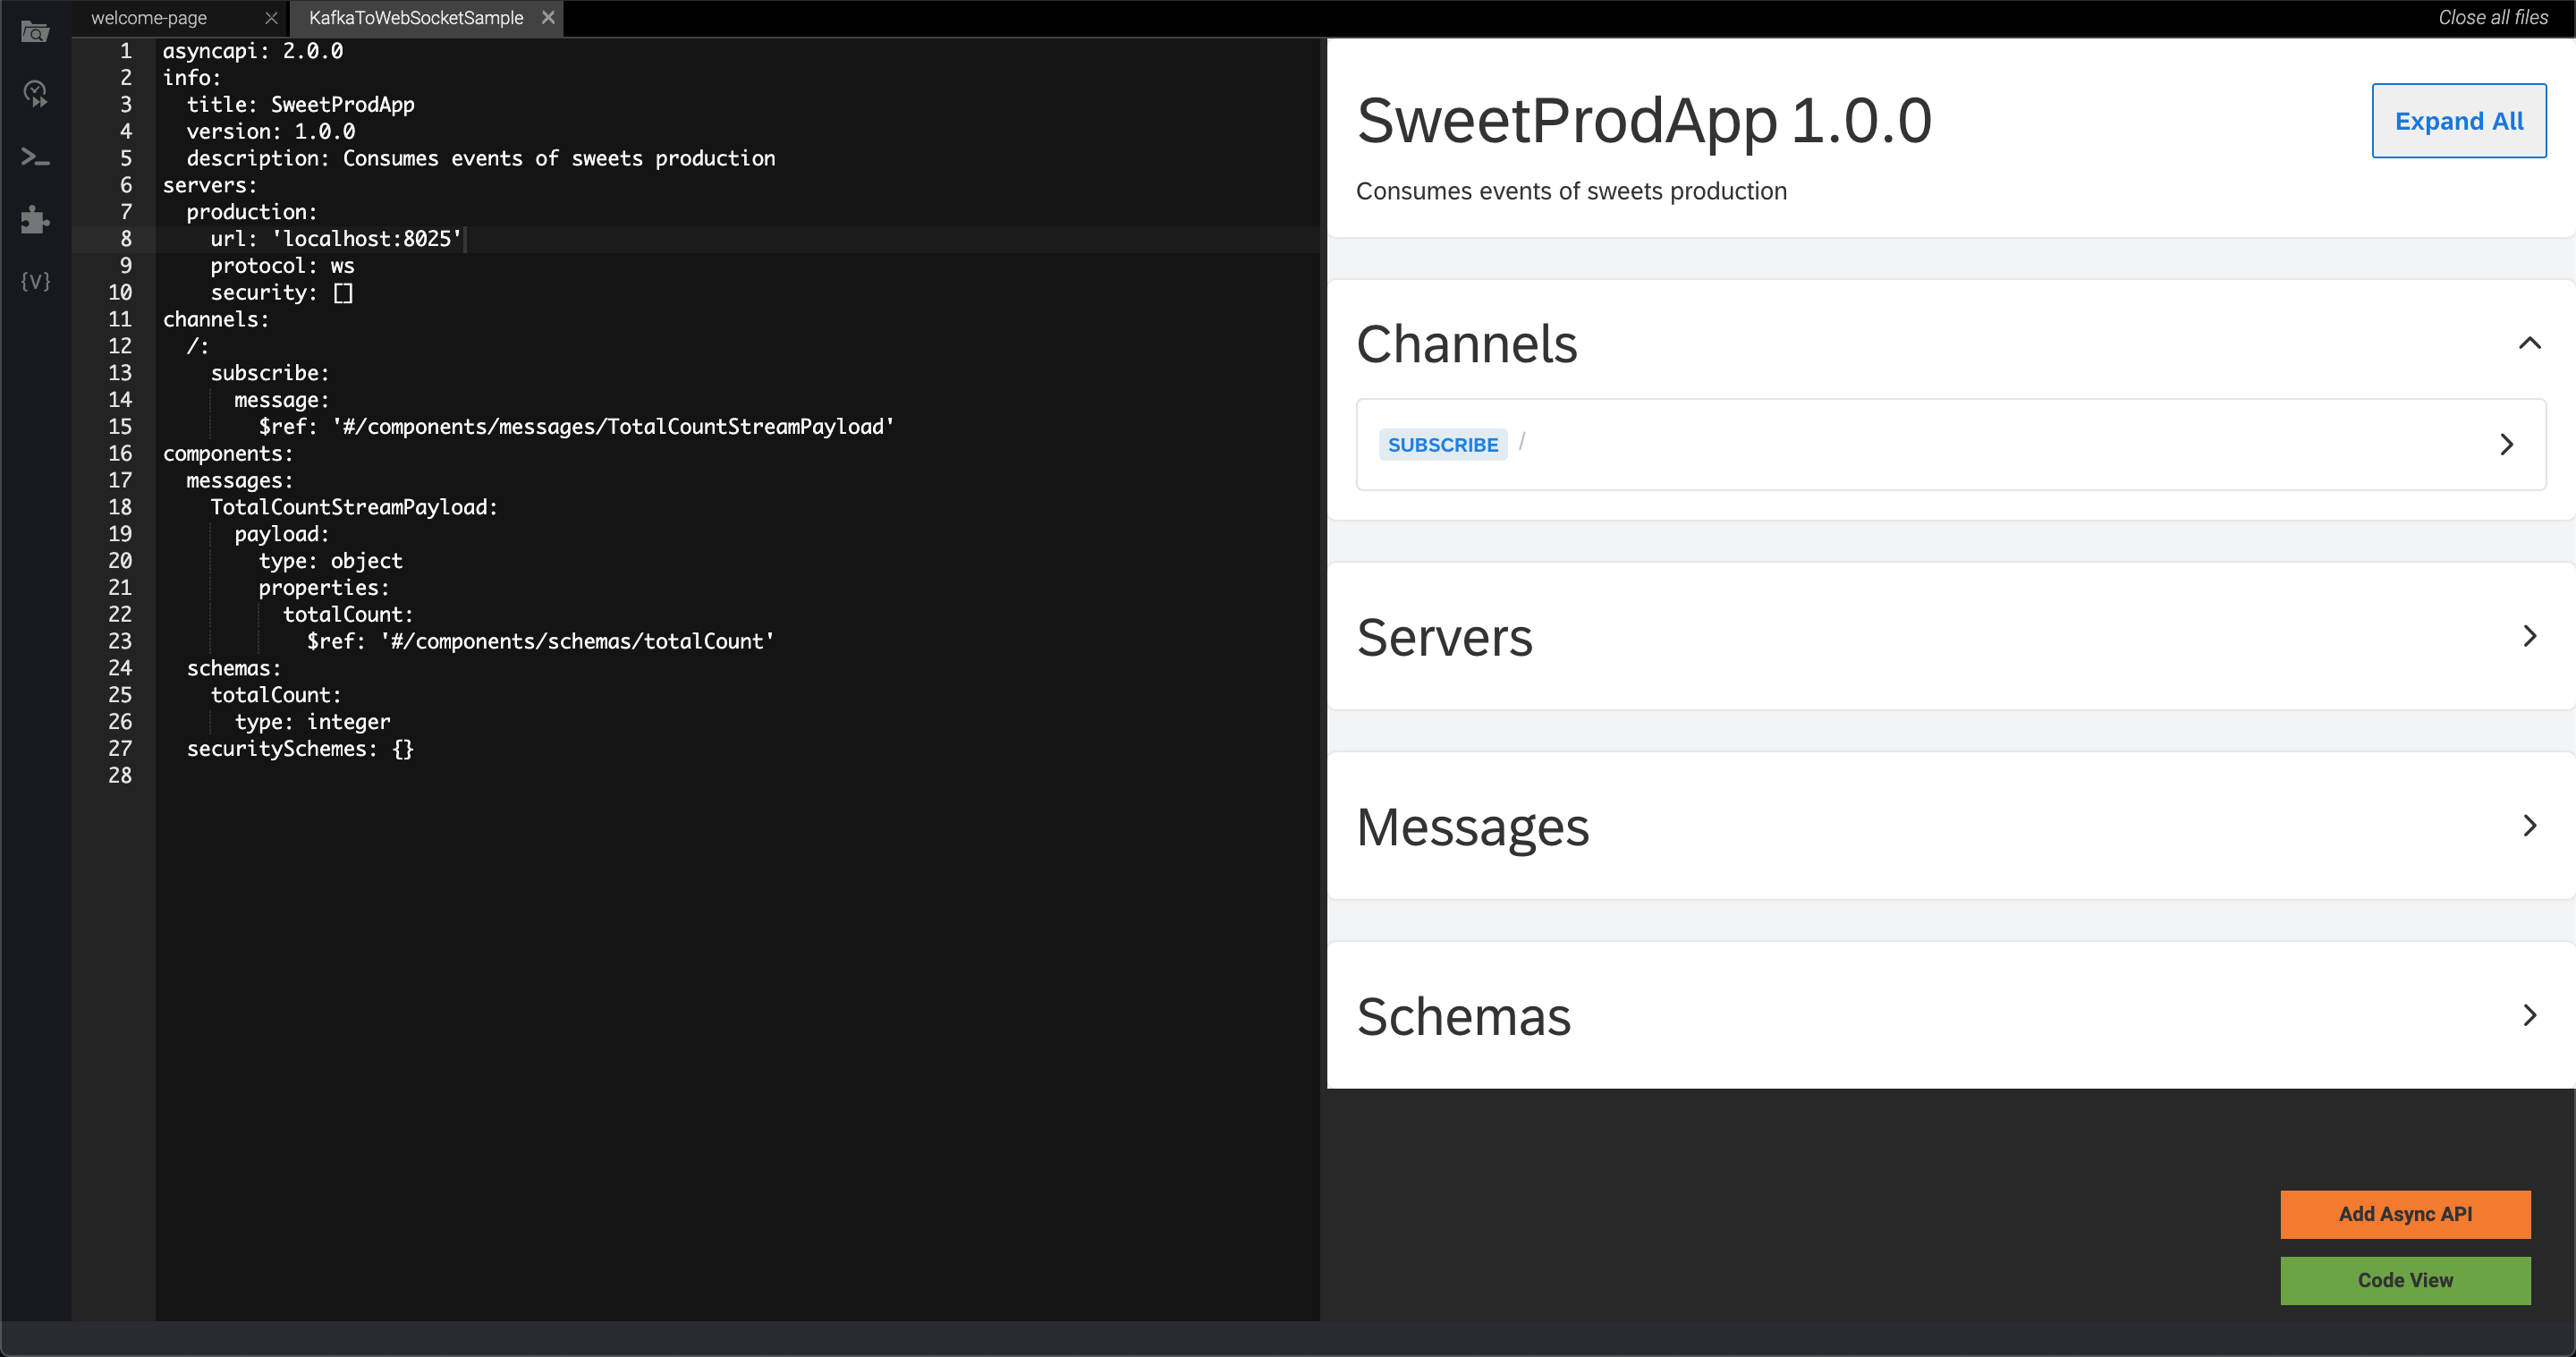 welcome-page
KafkaToWebSocketSample
Close all files
1 asyncapi: 2.0.0
2 info:
3   title: SweetProdApp
4   version: 1.0.0
5   description: Consumes events of sweets production
6 servers:
7   production:
8     url: 'localhost:8025'
9     protocol: ws
10     security: []
11 channels:
12   /:
13     subscribe:
14       message:
15         $ref: '#/components/messages/TotalCountStreamPayload'
16 components:
17   messages:
18     TotalCountStreamPayload:
19       payload:
20         type: object
21         properties:
22           totalCount:
23             $ref: '#/components/schemas/totalCount'
24   schemas:
25     totalCount:
26       type: integer
27   securitySchemes: {}
28
{V}
SweetProdApp 1.0.0
Expand All
Consumes events of sweets production
Channels
SUBSCRIBE /
Servers
Messages
Schemas
Add Async API
Code View